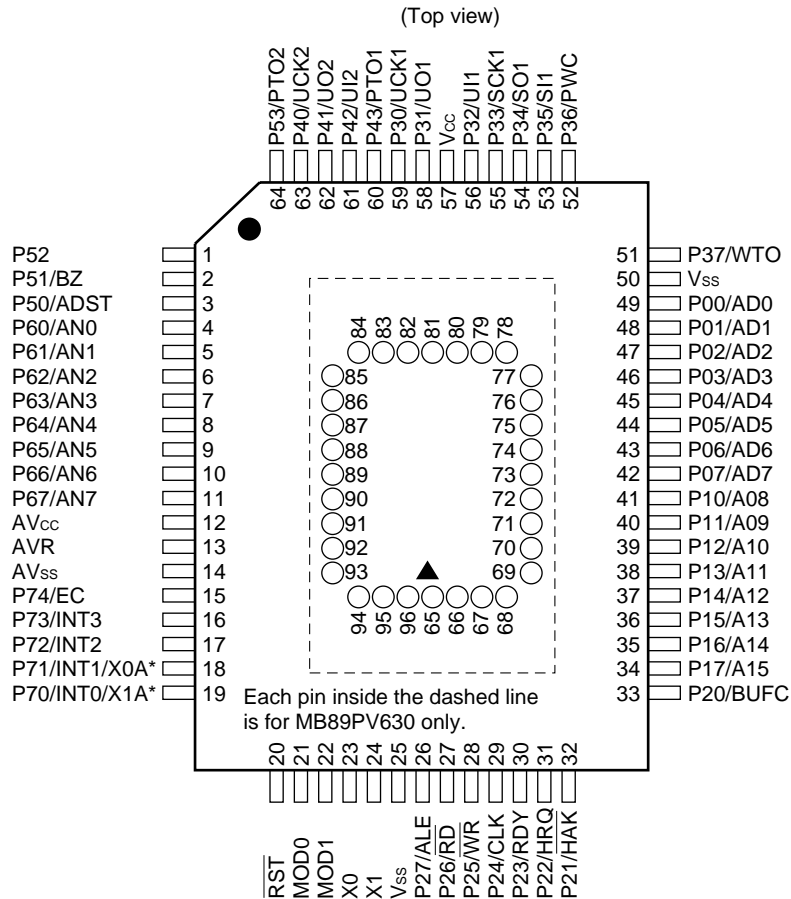 (Top view)
P53/PTO2
P40/UCK2
P41/UO2
P42/UI2
P43/PTO1
P30/UCK1
P31/UO1
Vcc
P32/UI1
P33/SCK1
P34/SO1
P35/SI1
P36/PWC
64 63 62 61 60 59 58 57 56 55 54 53 52
P52 1
P51/BZ 2
P50/ADST 3
P60/AN0 4
P61/AN1 5
P62/AN2 6
P63/AN3 7
P64/AN4 8
P65/AN5 9
P66/AN6 10
P67/AN7 11
AVcc 12
AVR 13
AVss 14
P74/EC 15
P73/INT3 16
P72/INT2 17
P71/INT1/X0A* 18
P70/INT0/X1A* 19
84 83 82 81 80 79 78
85 77
86 76
87 75
88 74
89 73
90 72
91 71
92 70
93 69
94 95 96 65 66 67 68
51 P37/WTO
50 Vss
49 P00/AD0
48 P01/AD1
47 P02/AD2
46 P03/AD3
45 P04/AD4
44 P05/AD5
43 P06/AD6
42 P07/AD7
41 P10/A08
40 P11/A09
39 P12/A10
38 P13/A11
37 P14/A12
36 P15/A13
35 P16/A14
34 P17/A15
33 P20/BUFC
Each pin inside the dashed line
is for MB89PV630 only.
20 21 22 23 24 25 26 27 28 29 30 31 32
RST
MOD0
MOD1
X0
X1
Vss
P27/ALE
P26/RD
P25/WR
P24/CLK
P23/RDY
P22/HRQ
P21/HAK